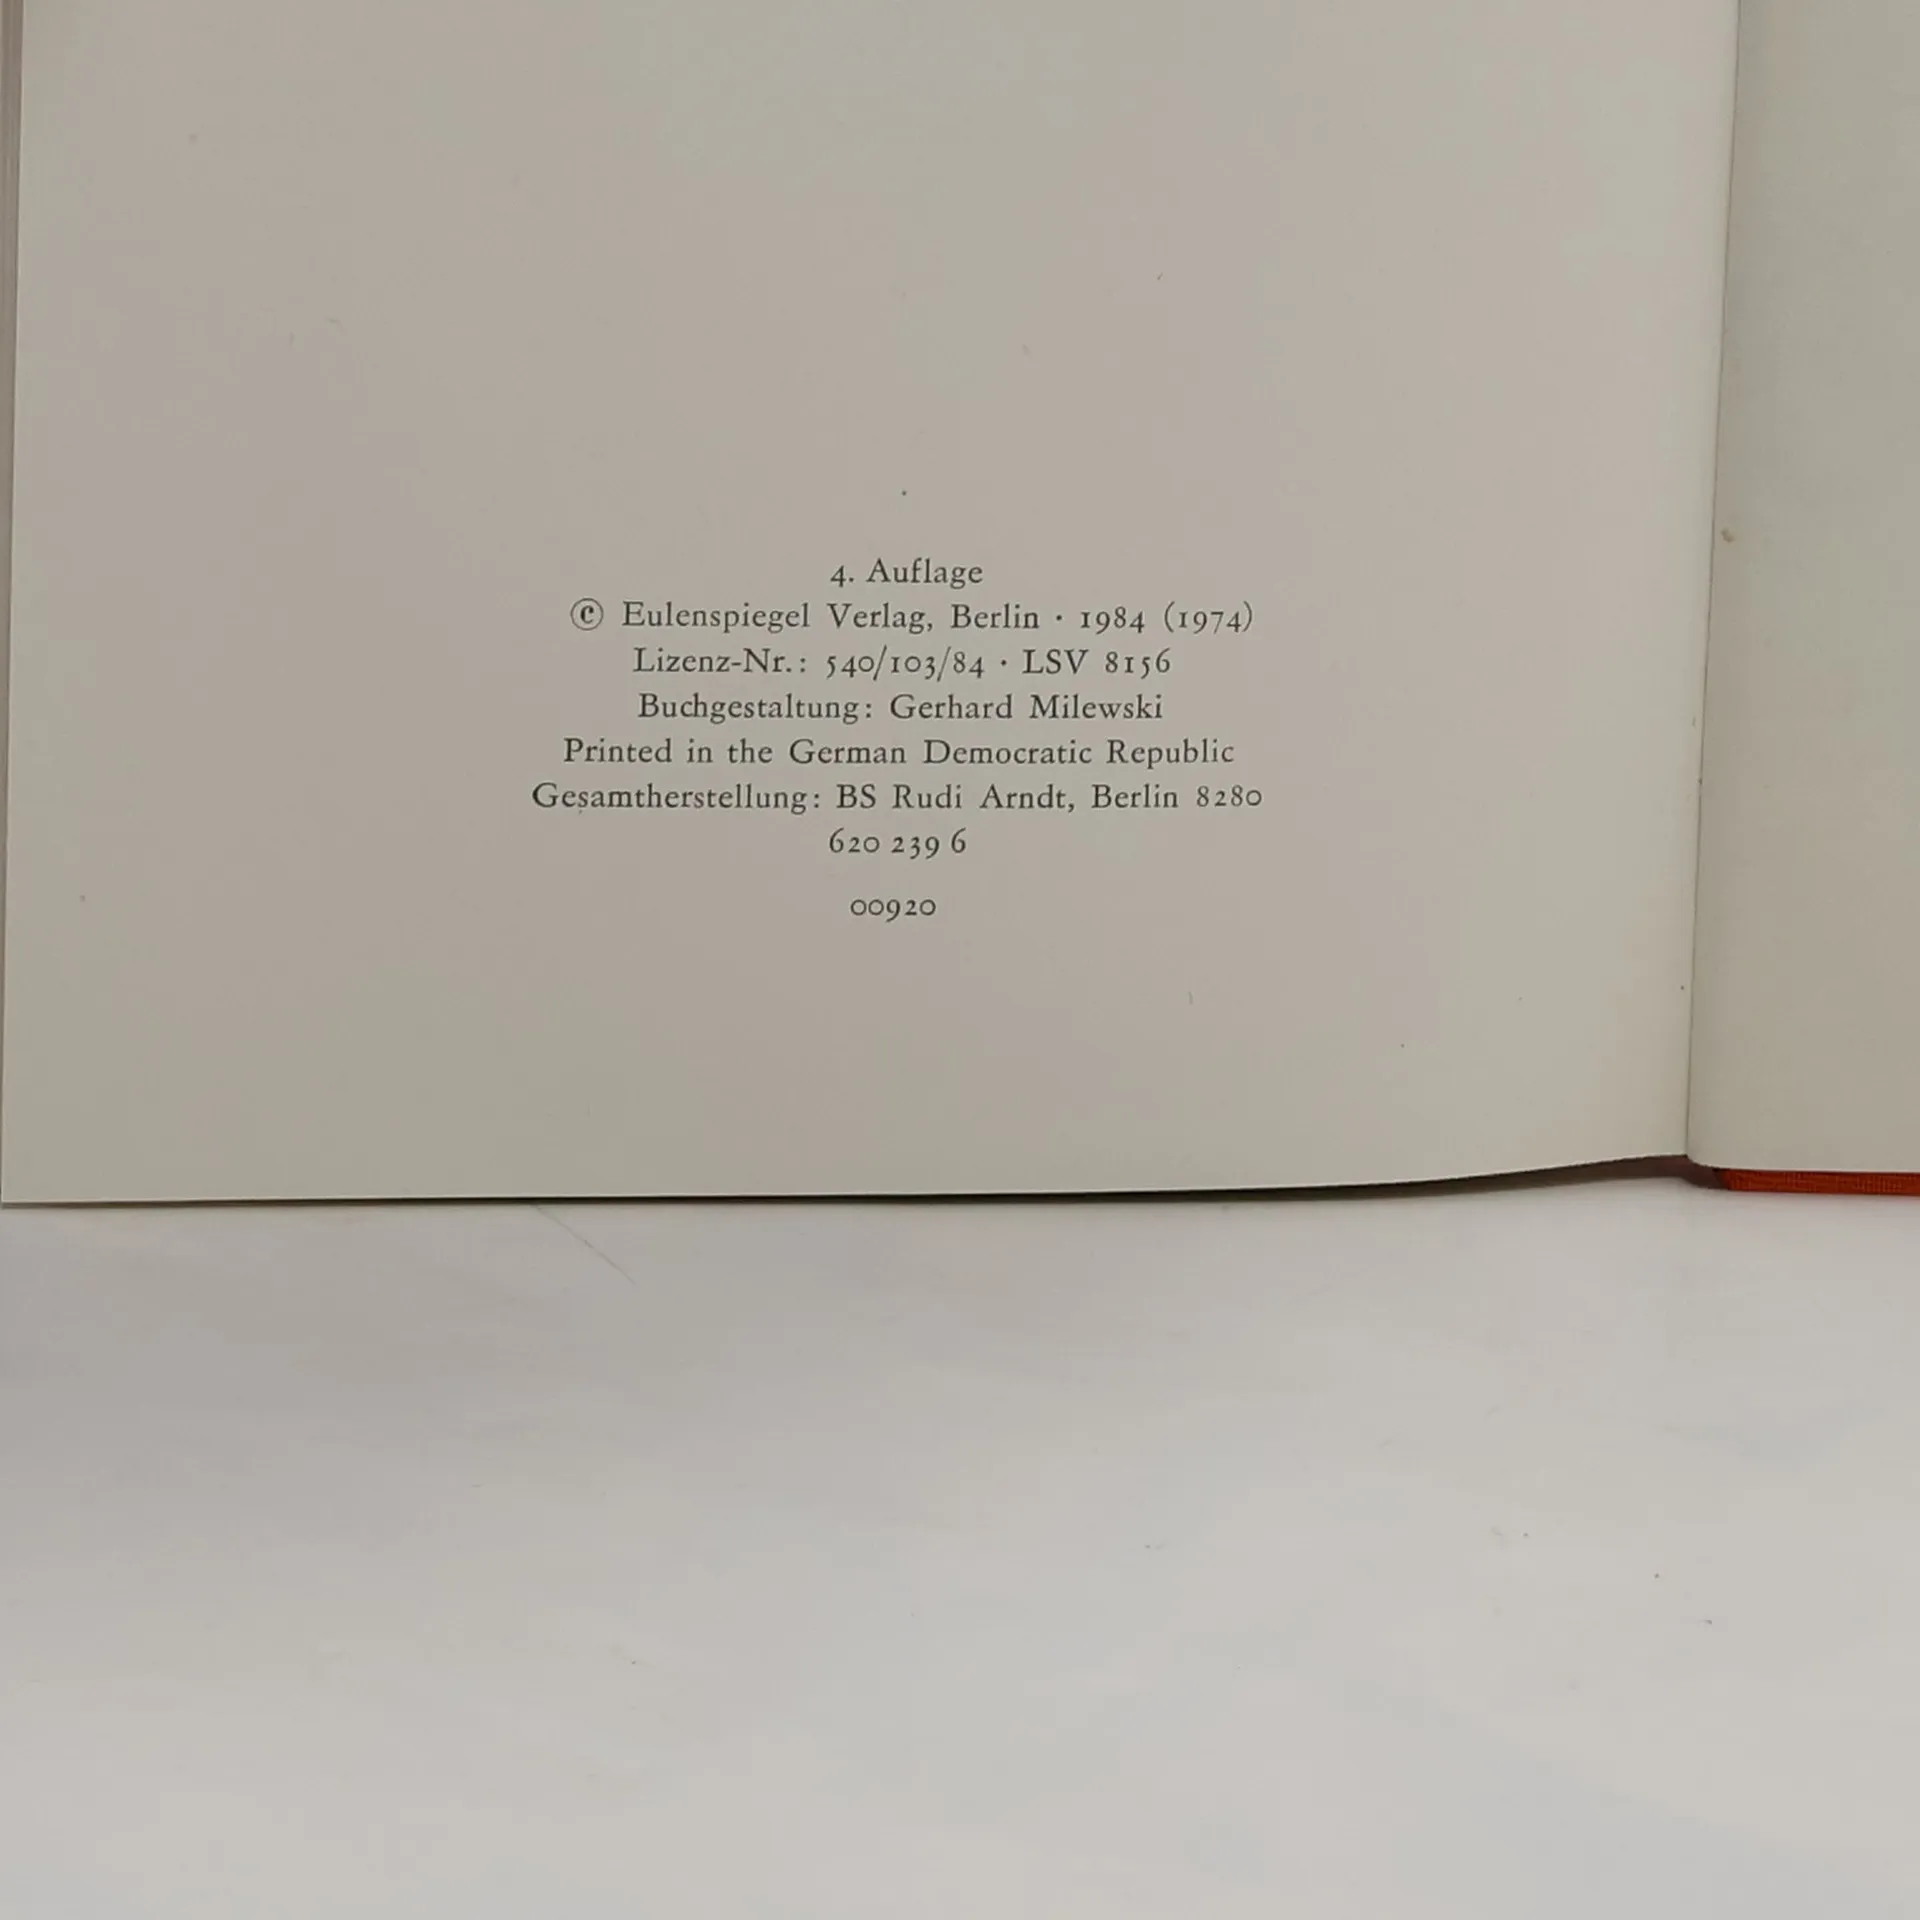 4. Auflage
© Eulenspiegel Verlag, Berlin · 1984 (1974)
Lizenz-Nr.: 540/103/84 · LSV 8156
Buchgestaltung: Gerhard Milewski
Printed in the German Democratic Republic
Gesamtherstellung: BS Rudi Arndt, Berlin 8280
620 239 6
00920